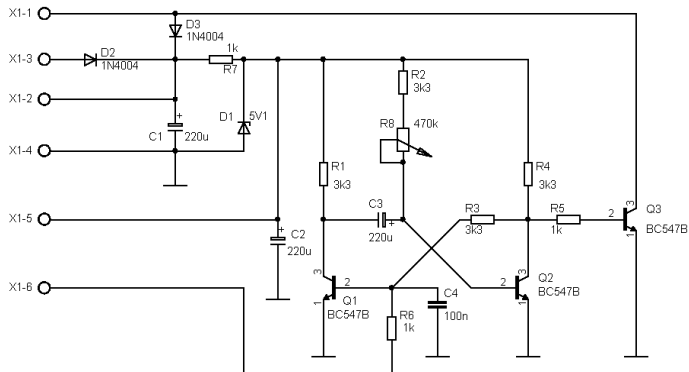 X1-1
D3
1N4004
X1-3
D2
1N4004
1k
R7
R2
3k3
X1-2
D1
5V1
R8
470k
C1
+
220u
X1-4
R1
3k3
R4
3k3
X1-5
C3
+
220u
R3
3k3
R5
1k
2
3
1
Q3
BC547B
+
C2
220u
X1-6
3
2
1
Q1
BC547B
C4
100n
R6
1k
2
3
1
Q2
BC547B